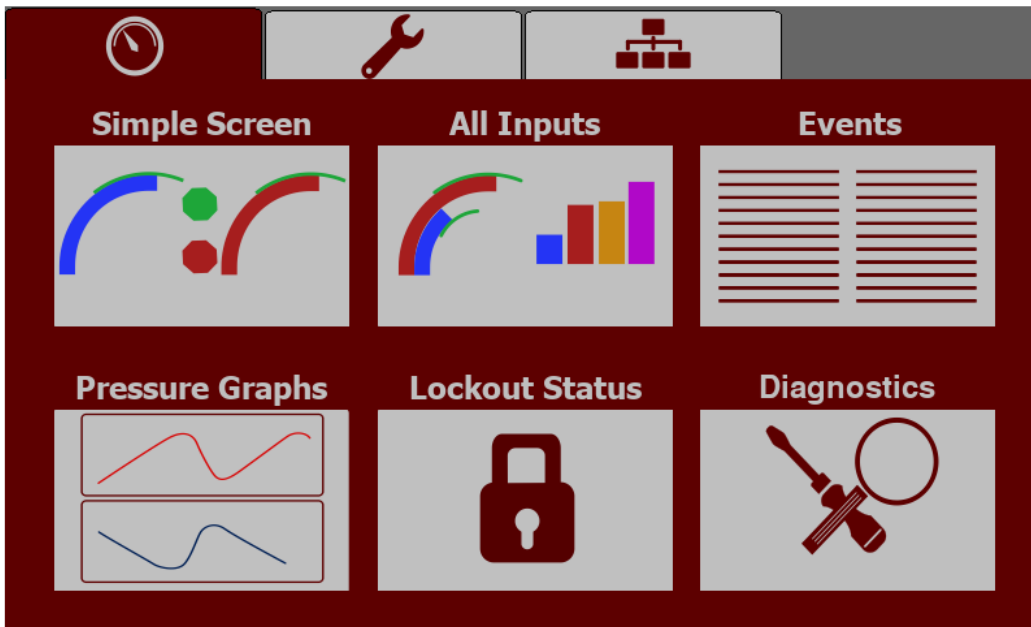 Simple Screen
All Inputs
Events
Pressure Graphs
Lockout Status
Diagnostics